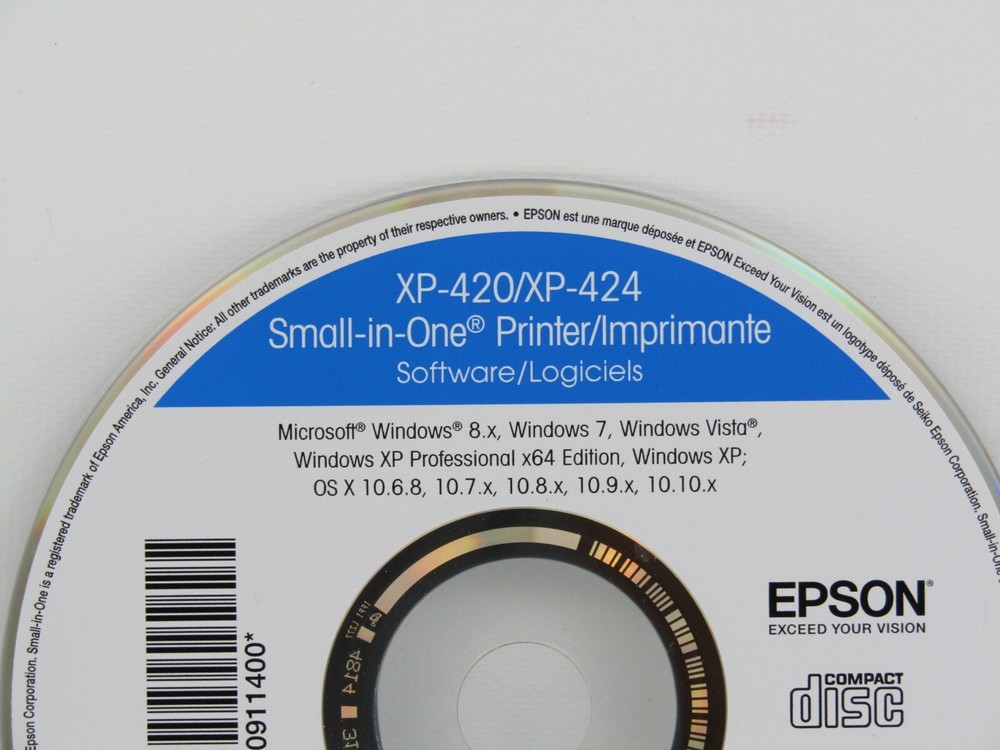 General Notice: All other trademarks are the property of their respective owners. • EPSON est une marque déposée et EPSON Exceed Your Vision est un logotype déposé de Seiko Epson Corporation. Small-in-One
Epson Corporation. Small-in-One is a registered trademark of Epson America, Inc.
XP-420/XP-424
Small-in-One® Printer/Imprimante
Software/Logiciels
Microsoft® Windows® 8.x, Windows 7, Windows Vista®,
Windows XP Professional x64 Edition, Windows XP;
OS X 10.6.8, 10.7.x, 10.8.x, 10.9.x, 10.10.x
EPSON®
EXCEED YOUR VISION
COMPACT
disc
0911400*
4814